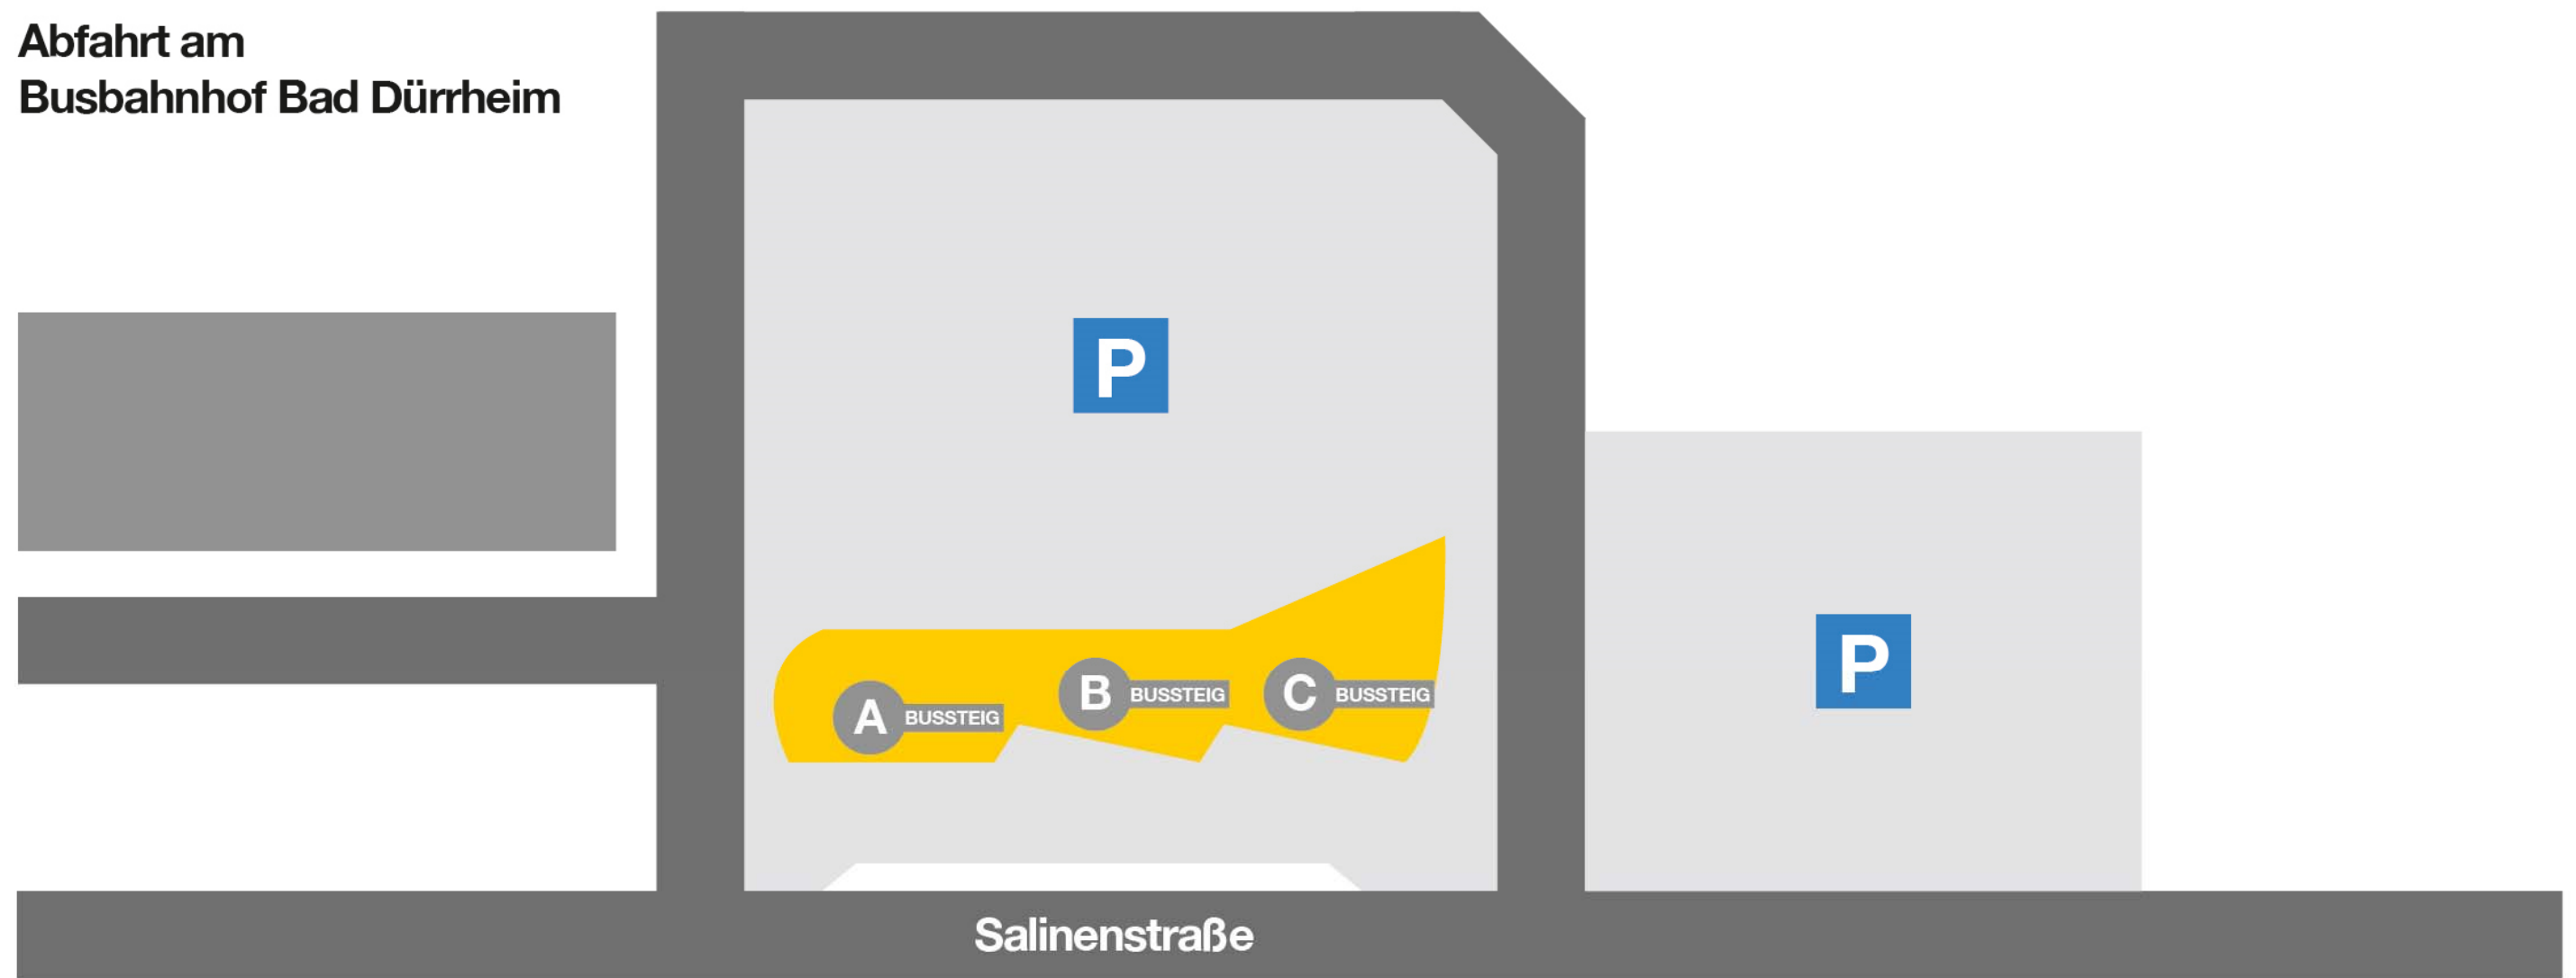 Abfahrt am
Busbahnhof Bad Dürrheim
P
P
A BUSSTEIG
B BUSSTEIG
C BUSSTEIG
Salinenstraße